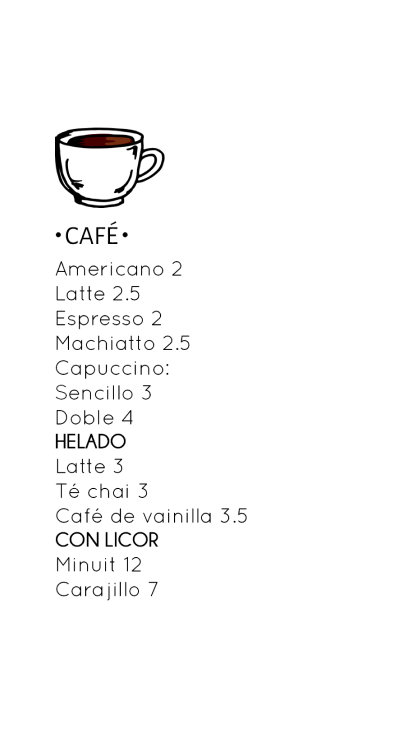 •CAFÉ•
Americano 2
Latte 2.5
Espresso 2
Machiatto 2.5
Capuccino:
Sencillo 3
Doble 4
HELADO
Latte 3
Té chai 3
Café de vainilla 3.5
CON LICOR
Minuit 12
Carajillo 7